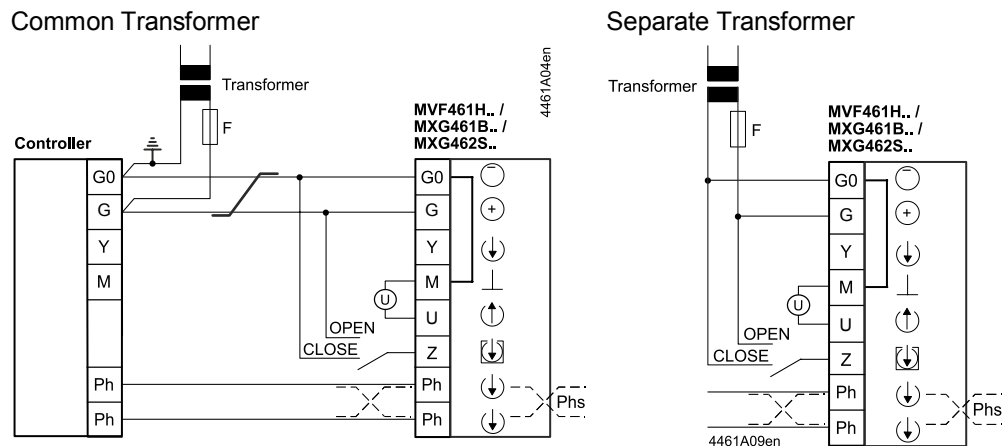 Common Transformer
Transformer
F
4461A04en
MVF461H.. /
MXG461B.. /
MXG462S..
Controller
G0
G
Y
M
Ph
Ph
G0
G
Y
M
U
Z
Ph
Ph
U
OPEN
CLOSE
Phs
Separate Transformer
Transformer
F
MVF461H.. /
MXG461B.. /
MXG462S..
G0
G
Y
M
U
Z
Ph
Ph
U
OPEN
CLOSE
Phs
4461A09en